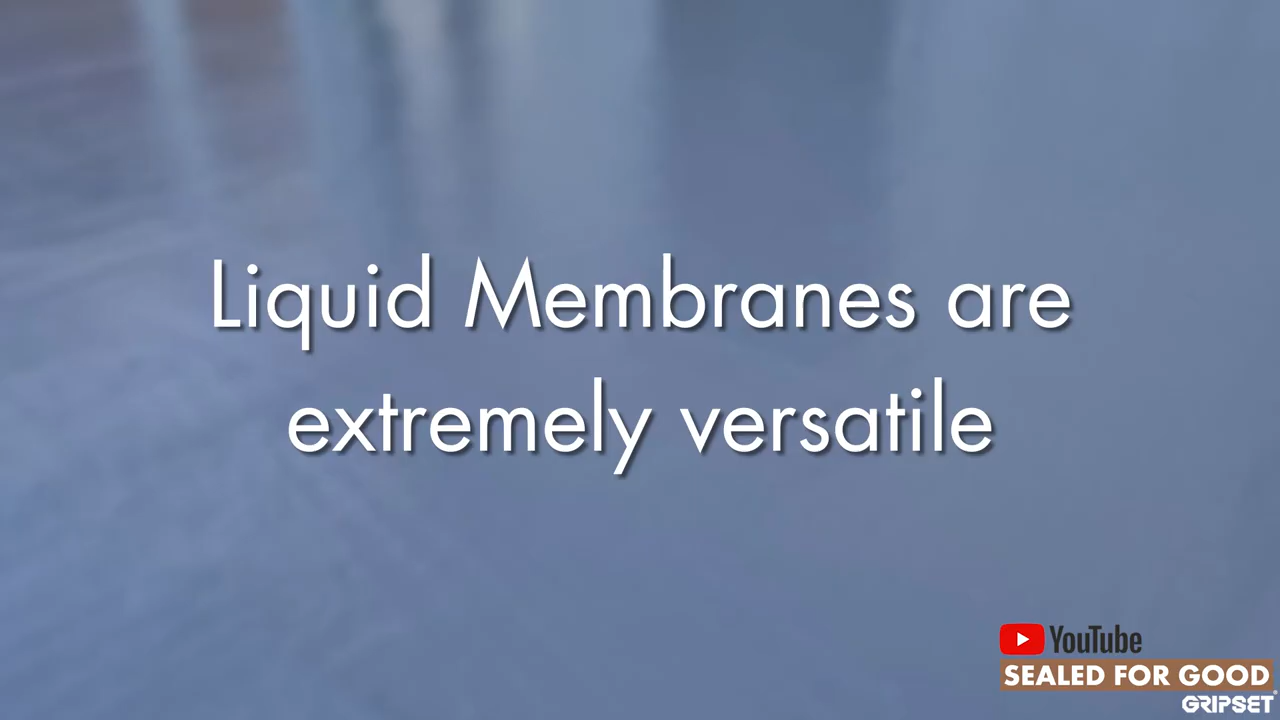 Liquid Membranes are
extremely versatile
YouTube
SEALED FOR GOOD
GRIPSET®